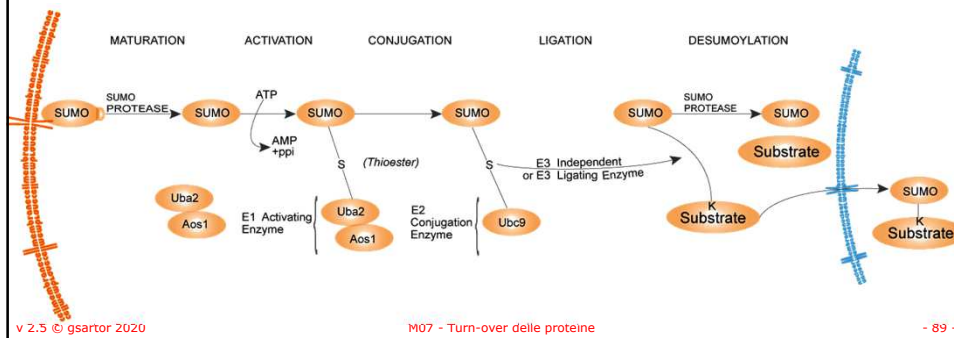 MATURATION
ACTIVATION
CONJUGATION
LIGATION
DESUMOYLATION
SUMO
SUMO
PROTEASE
SUMO
ATP
AMP
+ppi
SUMO
SUMO
SUMO
SUMO
PROTEASE
SUMO
Substrate
S
(Thioester)
S
E3 Independent
or E3 Ligating Enzyme
Uba2
Aos1
E1 Activating
Enzyme
Uba2
Aos1
E2
Conjugation
Enzyme
Ubc9
K
Substrate
SUMO
K
Substrate
v 2.5 © gsartor 2020
M07 - Turn-over delle proteine
- 89 -